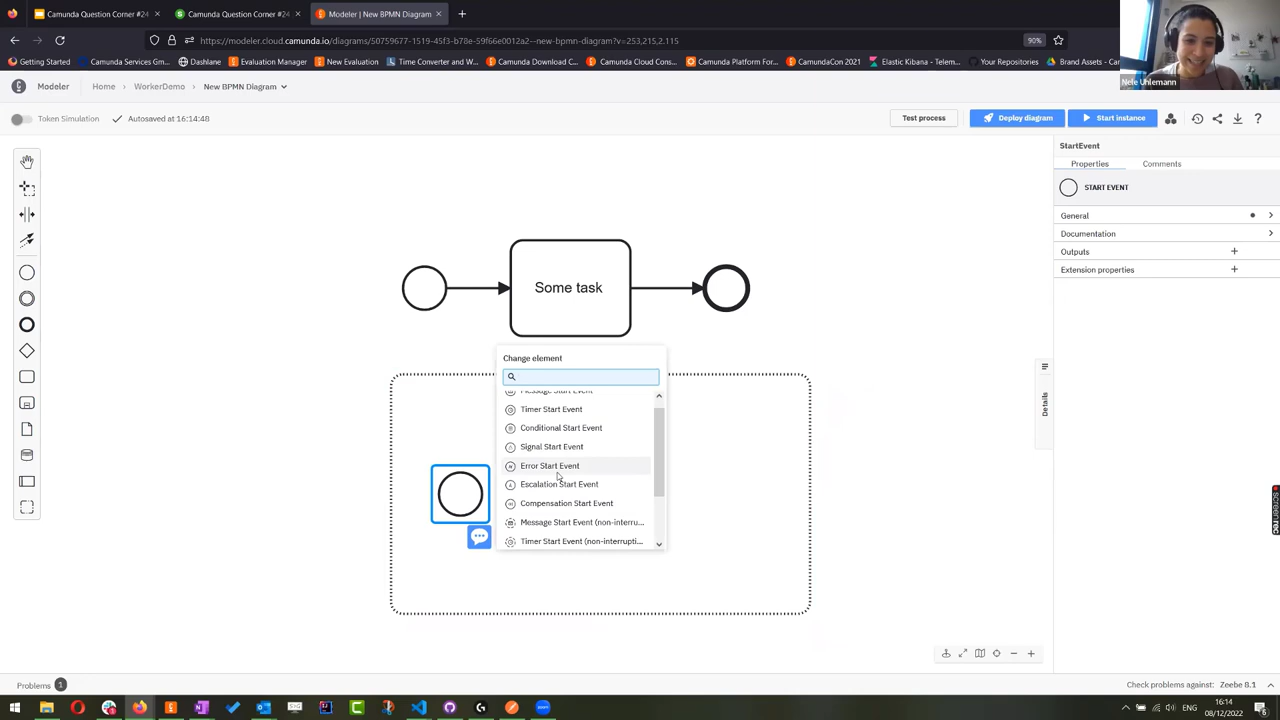 Camunda Question Corner #24
Camunda Question Corner #24
Modeler | New BPMN Diagram
https://modeler.cloud.camunda.io/diagrams/50759677-1519-45f3-b78e-59f66e0012a2--new-bpmn-diagram?v=253,215,2.115
90%
Getting Started
Camunda Services Gm...
Dashlane
Evaluation Manager
New Evaluation
Time Converter and W...
Camunda Download C...
Camunda Cloud Cons...
Camunda Platform For...
CamundaCon 2021
Elastic Kibana - Telem...
Your Repositories
Brand Assets - Camun...
Nele Uhlemann
Modeler
Home
WorkerDemo
New BPMN Diagram
Token Simulation
Autosaved at 16:14:48
Test process
Deploy diagram
Start instance
StartEvent
Properties
Comments
START EVENT
General
Documentation
Outputs
Extension properties
Details
Some task
Change element
Message Start Event
Timer Start Event
Conditional Start Event
Signal Start Event
Error Start Event
Escalation Start Event
Compensation Start Event
Message Start Event (non-interru...
Timer Start Event (non-interrupti...
Problems 1
Check problems against: Zeebe 8.1
ENG
16:14
08/12/2022
6